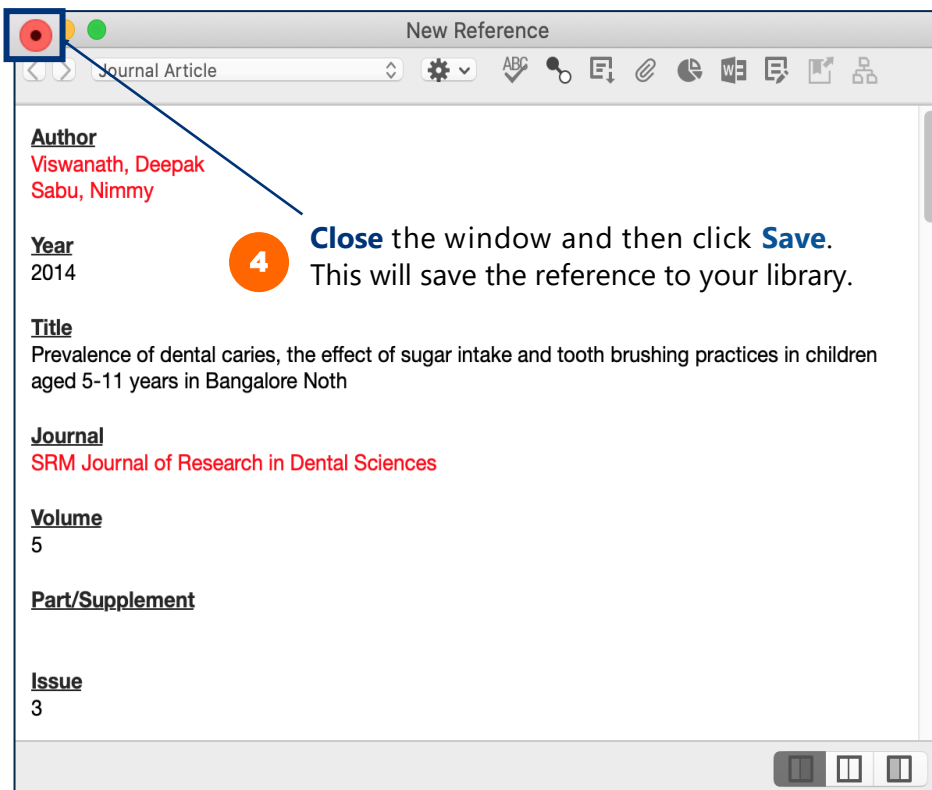 New Reference
Journal Article
ABC
W
Author
Viswanath, Deepak
Sabu, Nimmy
Year
2014
4
Close the window and then click Save.
This will save the reference to your library.
Title
Prevalence of dental caries, the effect of sugar intake and tooth brushing practices in children
aged 5-11 years in Bangalore Noth
Journal
SRM Journal of Research in Dental Sciences
Volume
5
Part/Supplement
Issue
3